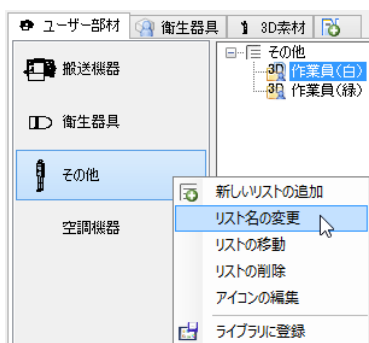 ユーザー部材
衛生器具
3D素材
搬送機器
衛生器具
その他
空調機器
その他
3D 作業員(白)
3D 作業員(緑)
新しいリストの追加
リスト名の変更
リストの移動
リストの削除
アイコンの編集
ライブラリに登録